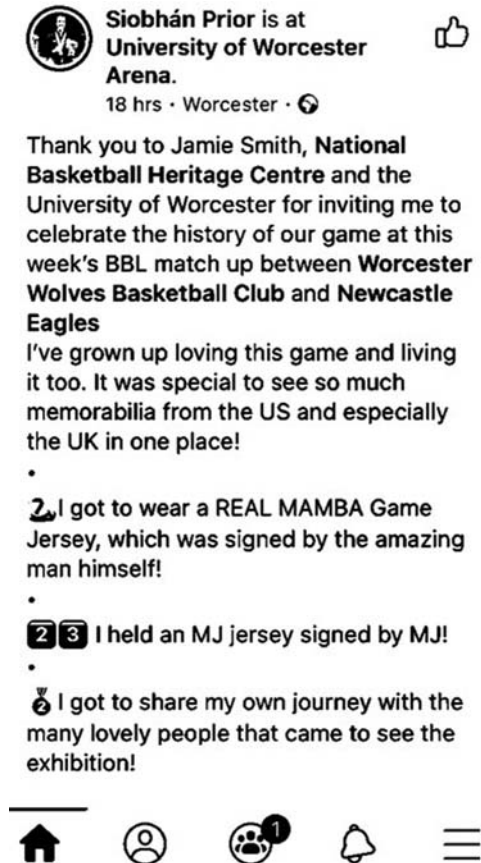 Siobhán Prior is at
University of Worcester
Arena.
18 hrs · Worcester ·
Thank you to Jamie Smith, National
Basketball Heritage Centre and the
University of Worcester for inviting me to
celebrate the history of our game at this
week's BBL match up between Worcester
Wolves Basketball Club and Newcastle
Eagles
I've grown up loving this game and living
it too. It was special to see so much
memorabilia from the US and especially
the UK in one place!
•
🐍I got to wear a REAL MAMBA Game
Jersey, which was signed by the amazing
man himself!
•
2️⃣3️⃣ I held an MJ jersey signed by MJ!
•
🥈 I got to share my own journey with the
many lovely people that came to see the
exhibition!
1